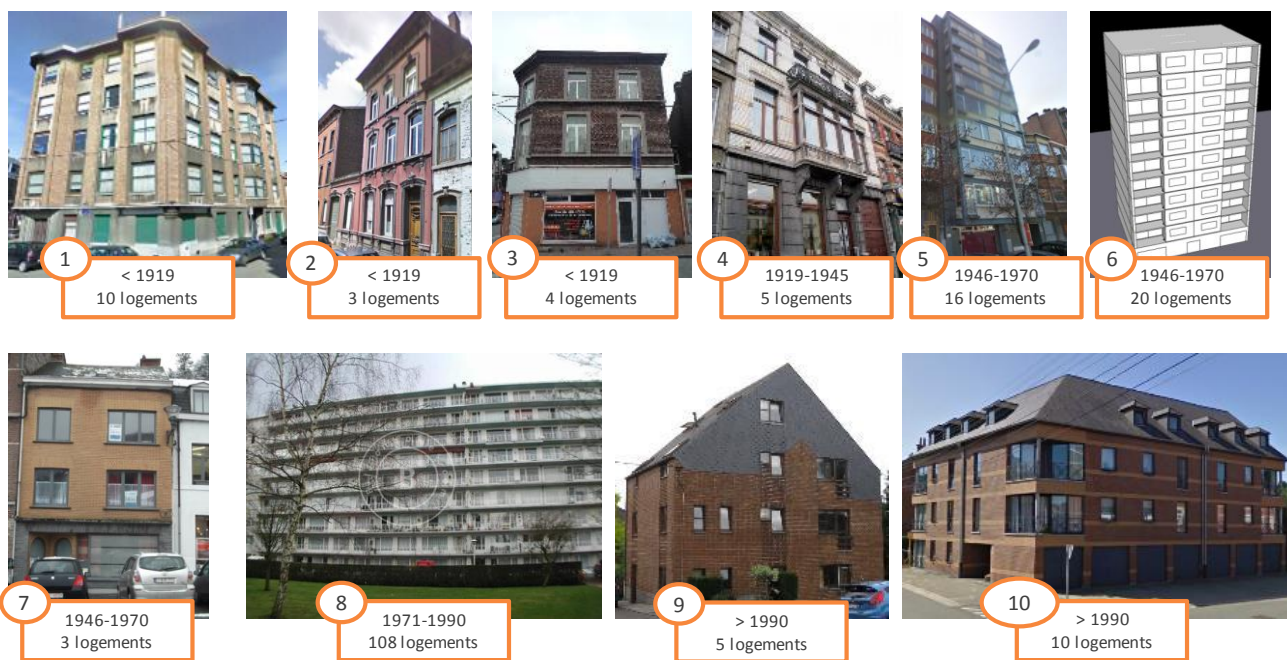 1
< 1919
10 logements
2
< 1919
3 logements
3
< 1919
4 logements
4
1919-1945
5 logements
5
1946-1970
16 logements
6
1946-1970
20 logements
7
1946-1970
3 logements
8
1971-1990
108 logements
9
> 1990
5 logements
10
> 1990
10 logements